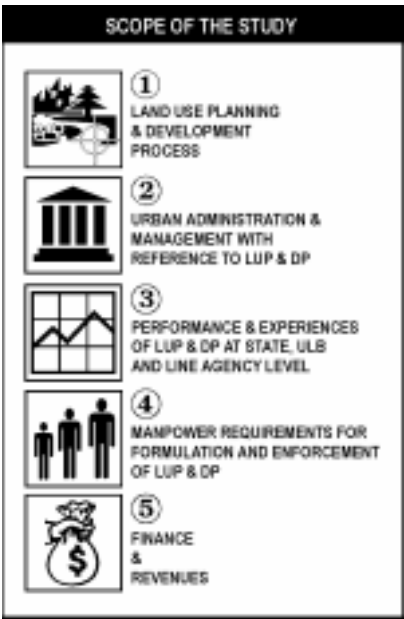 SCOPE OF THE STUDY
1
LAND USE PLANNING
& DEVELOPMENT
PROCESS
2
URBAN ADMINISTRATION &
MANAGEMENT WITH
REFERENCE TO LUP & DP
3
PERFORMANCE & EXPERIENCES
OF LUP & DP AT STATE, ULB
AND LINE AGENCY LEVEL
4
MANPOWER REQUIREMENTS FOR
FORMULATION AND ENFORCEMENT
OF LUP & DP
5
$
FINANCE
&
REVENUES